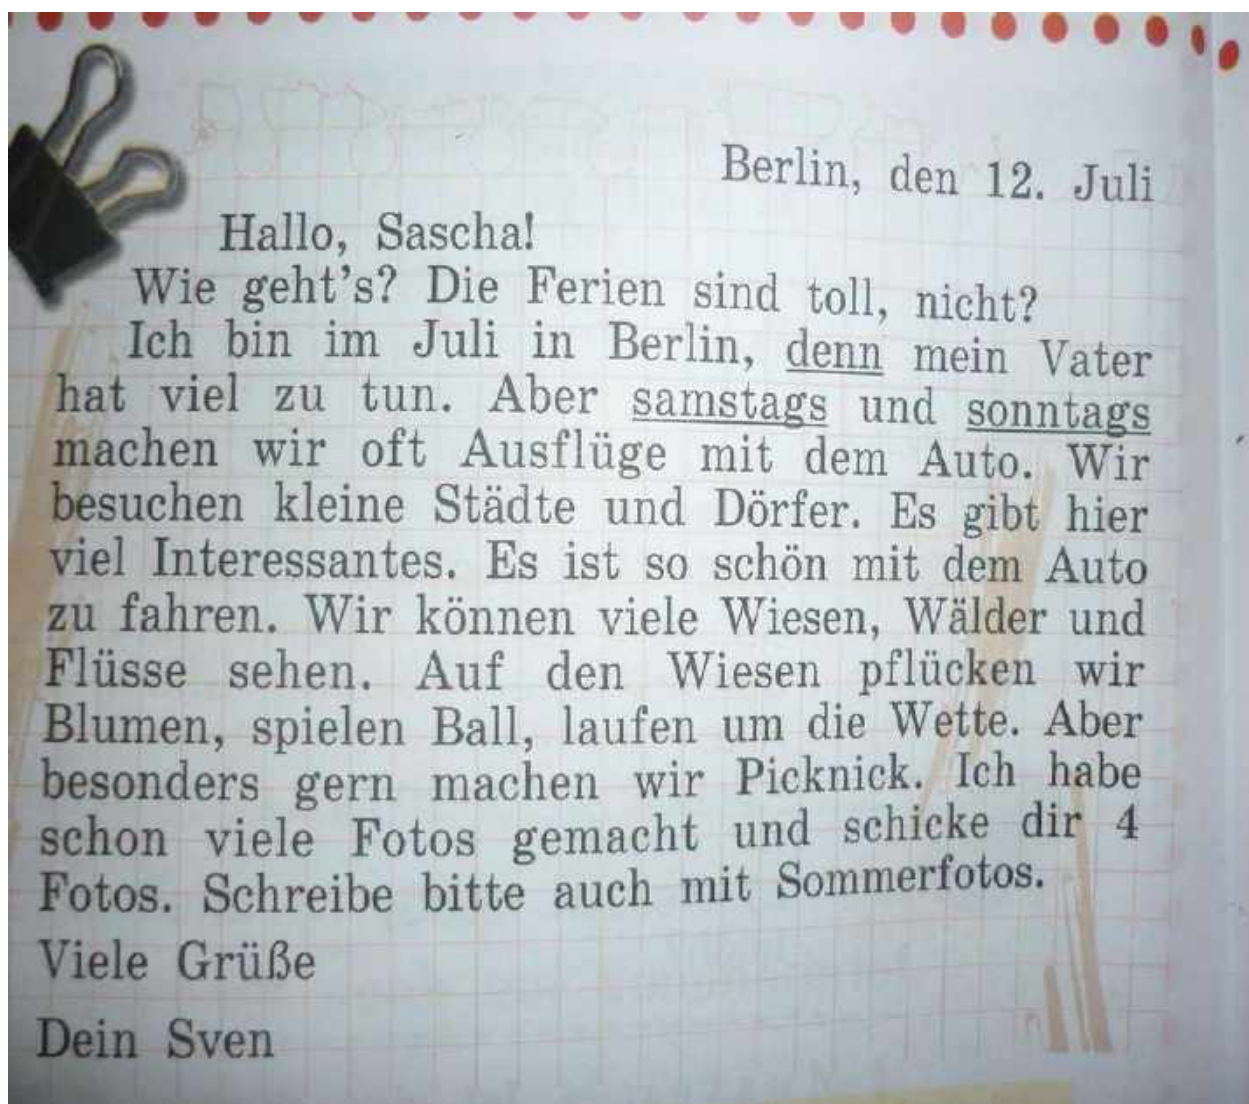 Berlin, den 12. Juli
Hallo, Sascha!
Wie geht's? Die Ferien sind toll, nicht?
Ich bin im Juli in Berlin, denn mein Vater
hat viel zu tun. Aber samstags und sonntags
machen wir oft Ausflüge mit dem Auto. Wir
besuchen kleine Städte und Dörfer. Es gibt hier
viel Interessantes. Es ist so schön mit dem Auto
zu fahren. Wir können viele Wiesen, Wälder und
Flüsse sehen. Auf den Wiesen pflücken wir
Blumen, spielen Ball, laufen um die Wette. Aber
besonders gern machen wir Picknick. Ich habe
schon viele Fotos gemacht und schicke dir 4
Fotos. Schreibe bitte auch mit Sommerfotos.
Viele Grüße
Dein Sven